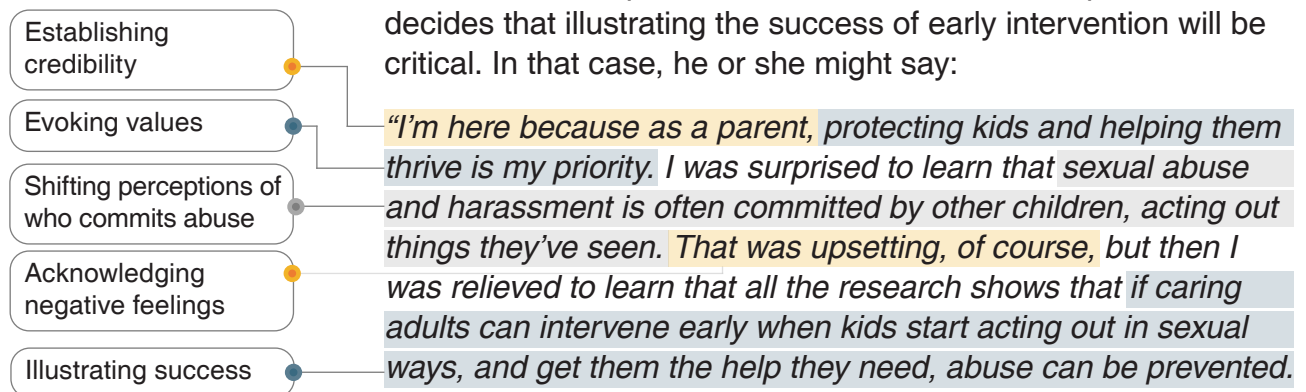 decides that illustrating the success of early intervention will be
critical. In that case, he or she might say:
Establishing
credibility
Evoking values
Shifting perceptions of
who commits abuse
Acknowledging
negative feelings
Illustrating success
“I’m here because as a parent, protecting kids and helping them
thrive is my priority. I was surprised to learn that sexual abuse
and harassment is often committed by other children, acting out
things they’ve seen. That was upsetting, of course, but then I
was relieved to learn that all the research shows that if caring
adults can intervene early when kids start acting out in sexual
ways, and get them the help they need, abuse can be prevented.